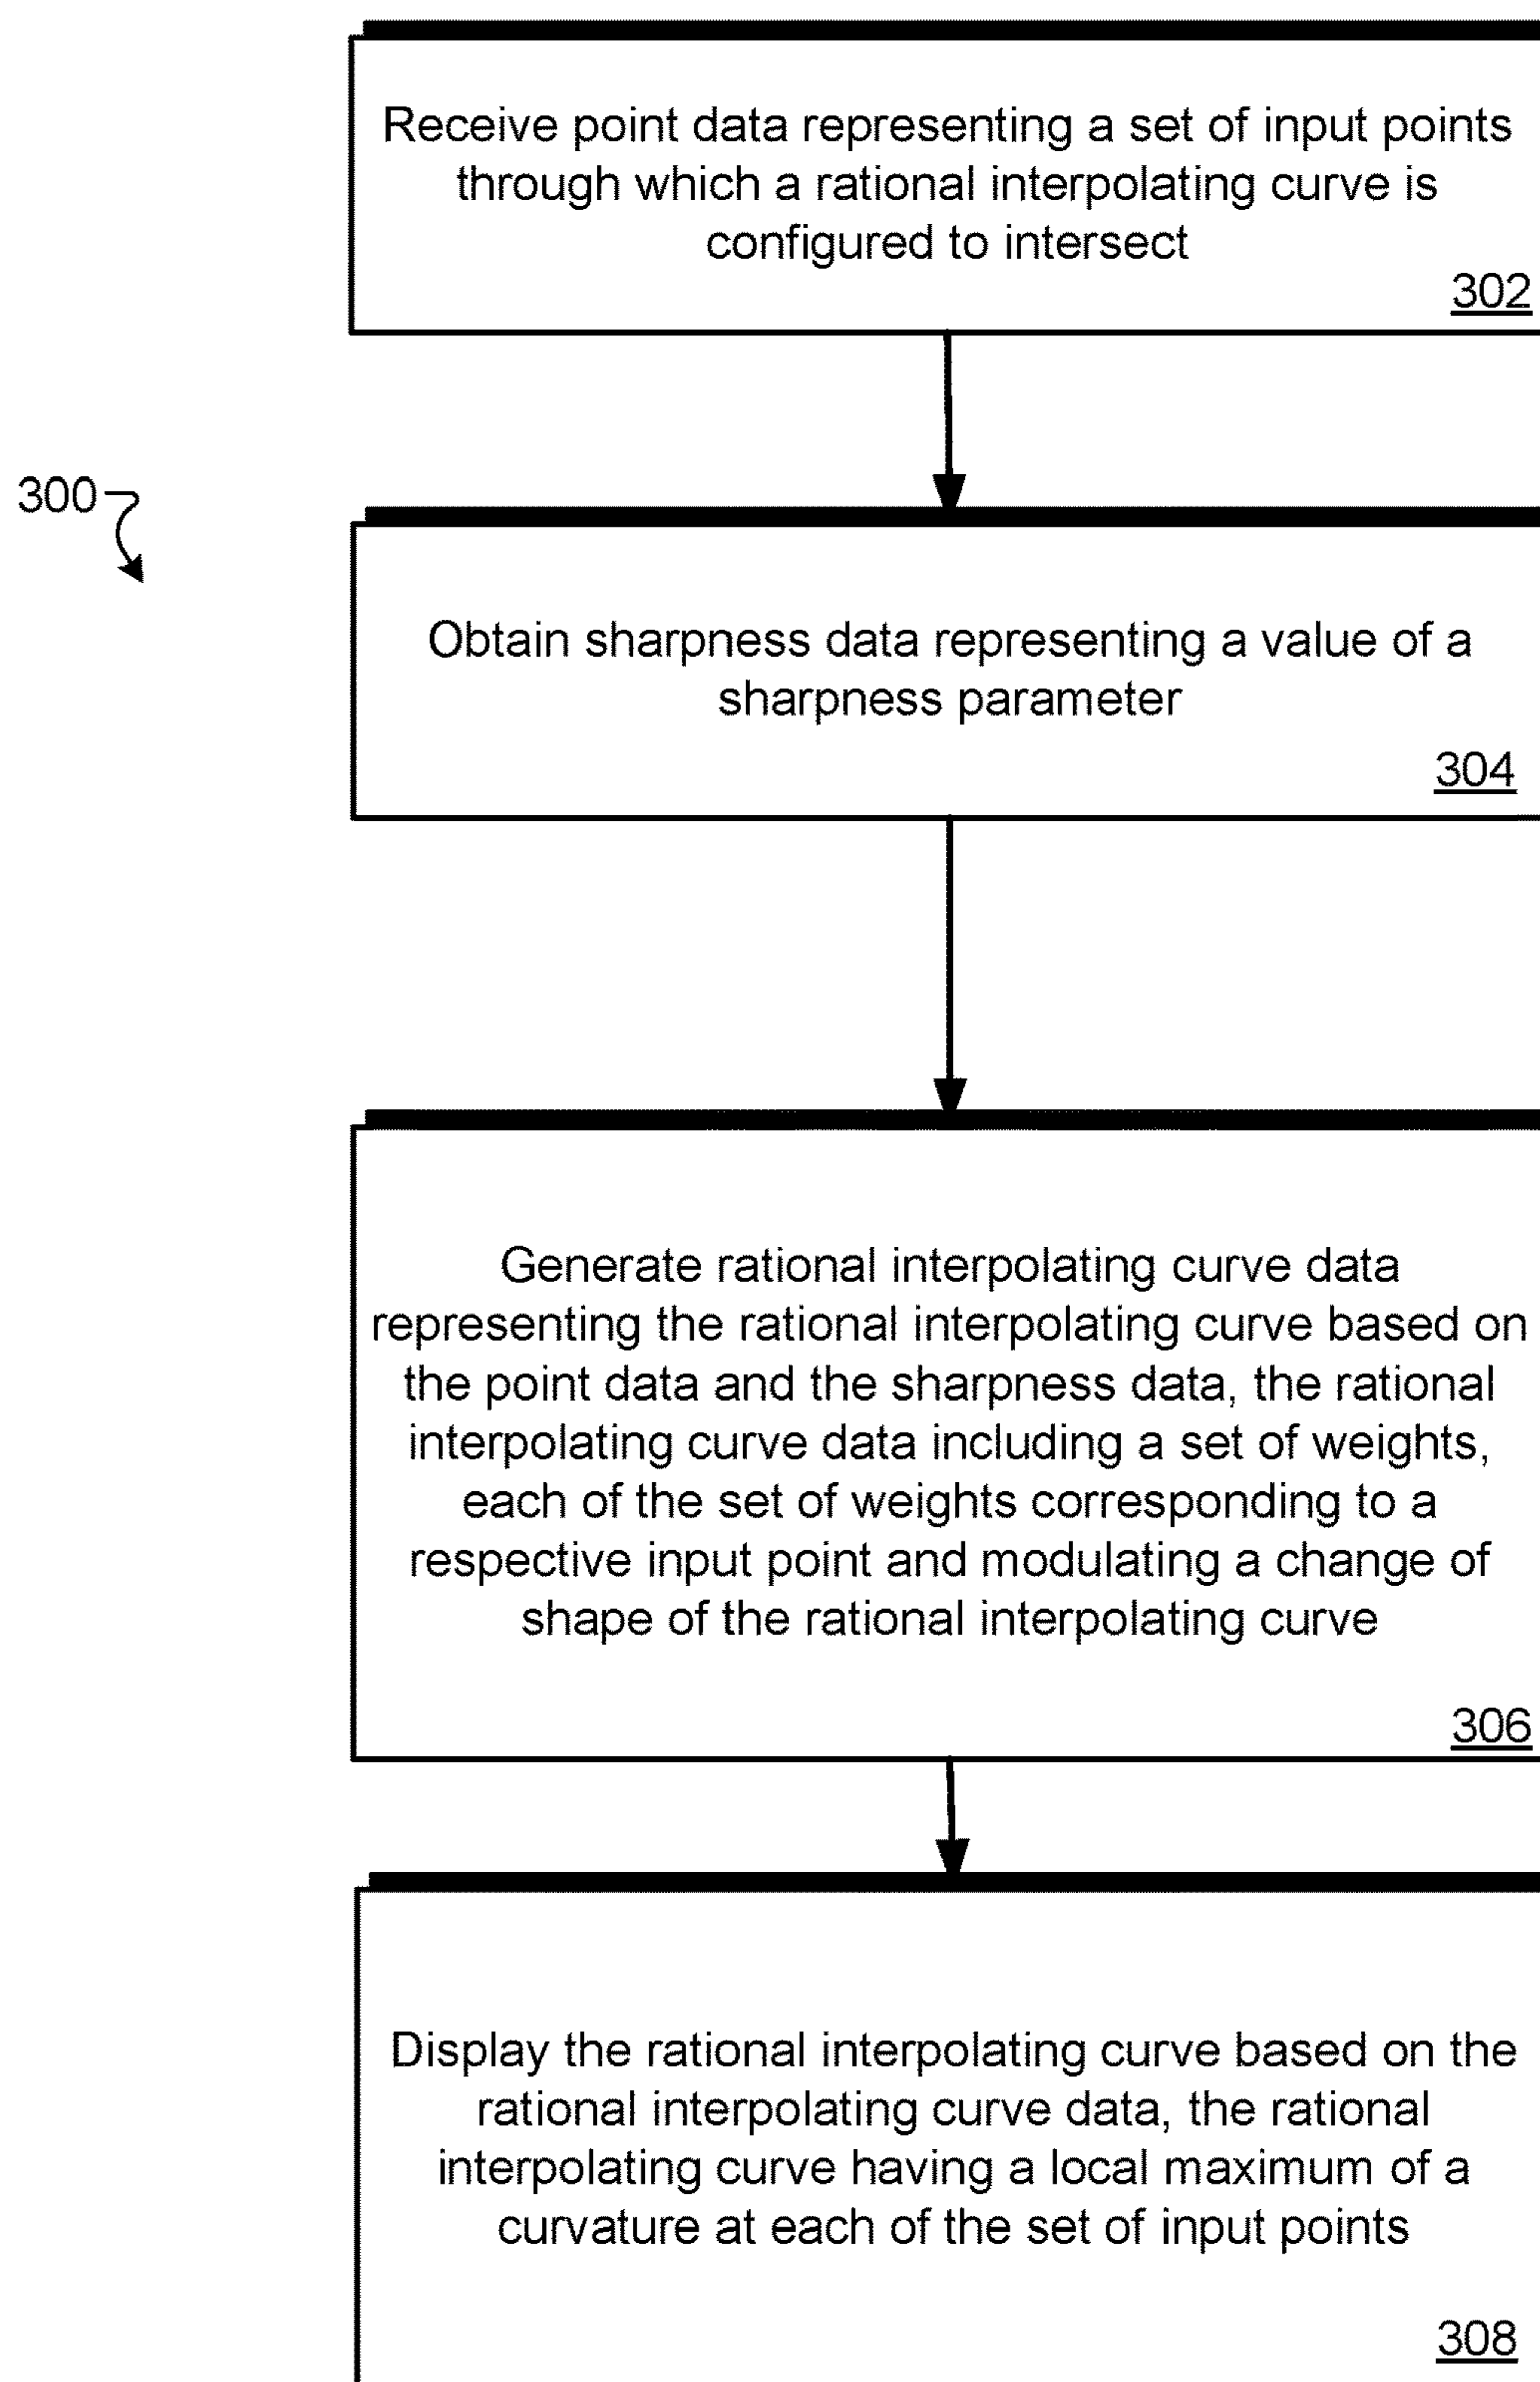 Receive point data representing a set of input points
through which a rational interpolating curve is
configured to intersect
302
300
Obtain sharpness data representing a value of a
sharpness parameter
304
Generate rational interpolating curve data
representing the rational interpolating curve based on
the point data and the sharpness data, the rational
interpolating curve data including a set of weights,
each of the set of weights corresponding to a
respective input point and modulating a change of
shape of the rational interpolating curve
306
Display the rational interpolating curve based on the
rational interpolating curve data, the rational
interpolating curve having a local maximum of a
curvature at each of the set of input points
308